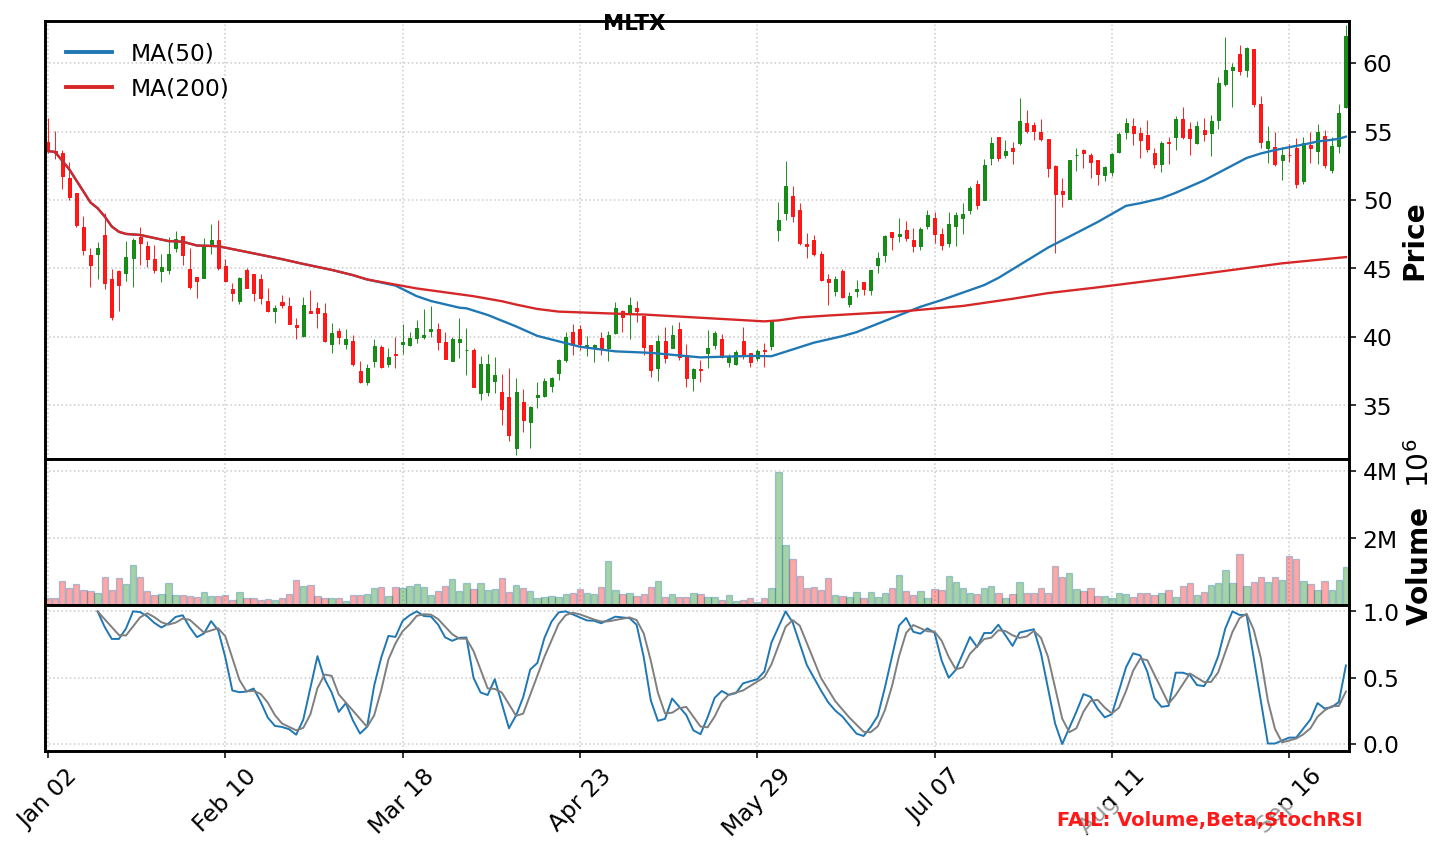 MLTX
MA(50)
MA(200)
60
55
50
45
40
35
Price
4M
2M
Volume 10^6
1.0
0.5
0.0
Jan 02
Feb 10
Mar 18
Apr 23
May 29
Jul 07
Aug 11
Sep 16
FAIL: Volume,Beta,StochRSI